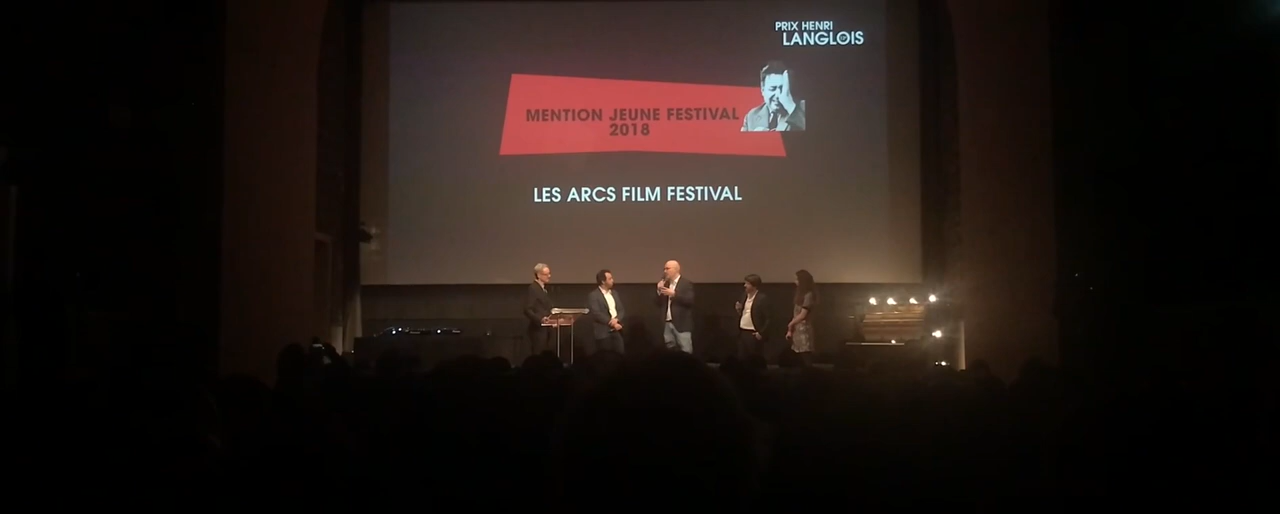 PRIX HENRI
LANGLOIS
MENTION JEUNE FESTIVAL
2018
LES ARCS FILM FESTIVAL